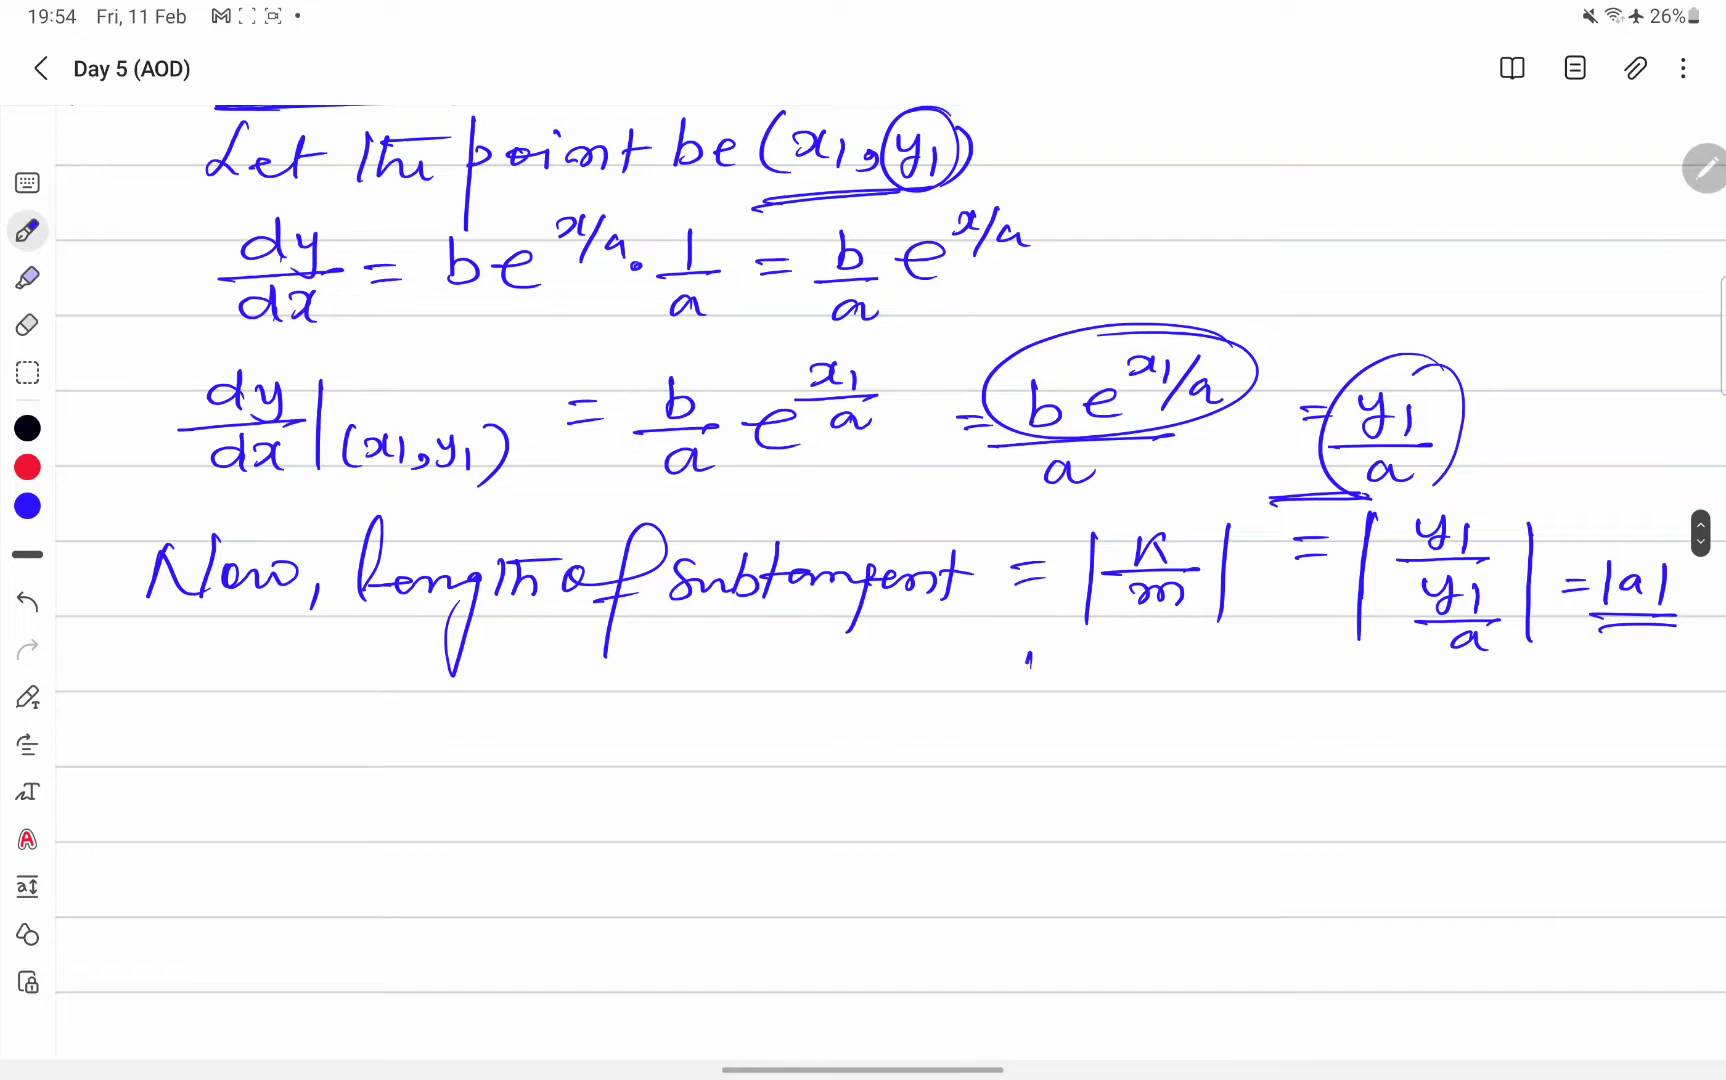 19:54 Fri, 11 Feb 26%
Day 5 (AOD)
Let the point be (x₁, y₁)
dy/dx = be^(x/a) · 1/a = b/a e^(x/a)
dy/dx|(x₁, y₁) = b/a e^(x₁/a) = be^(x₁/a)/a = y₁/a
Now, length of subtangent = |K/m| = |y₁/(y₁/a)| = |a|